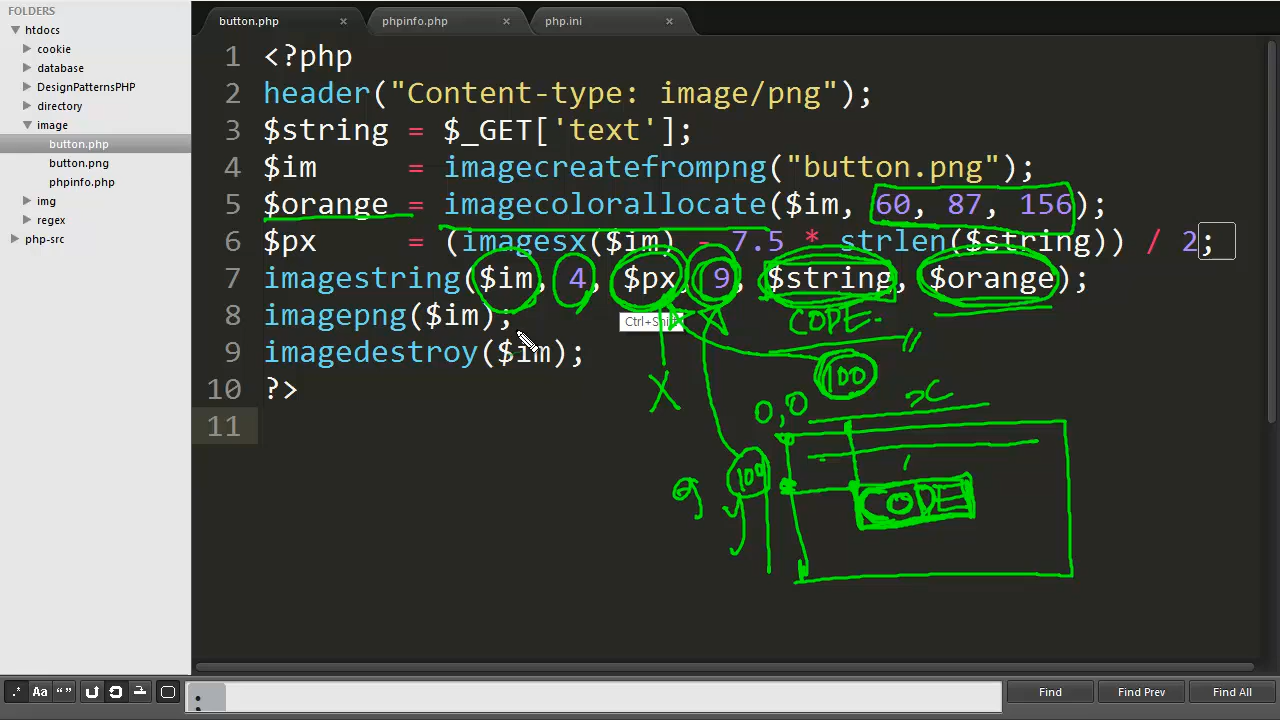 FOLDERS
htdocs
cookie
database
DesignPatternsPHP
directory
image
button.php
button.png
phpinfo.php
img
regex
php-src
button.php × phpinfo.php × php.ini ×
1 <?php
2 header("Content-type: image/png");
3 $string = $_GET['text'];
4 $im     = imagecreatefrompng("button.png");
5 $orange = imagecolorallocate($im, 60, 87, 156);
6 $px     = (imagesx($im) - 7.5 * strlen($string)) / 2;
7 imagestring($im, 4, $px, 9, $string, $orange);
8 imagepng($im);
9 imagedestroy($im);
10 ?>
11
CODE
100
X
x
0,0
100
9
y
CODE
.* Aa “ ”
;
Find Find Prev Find All